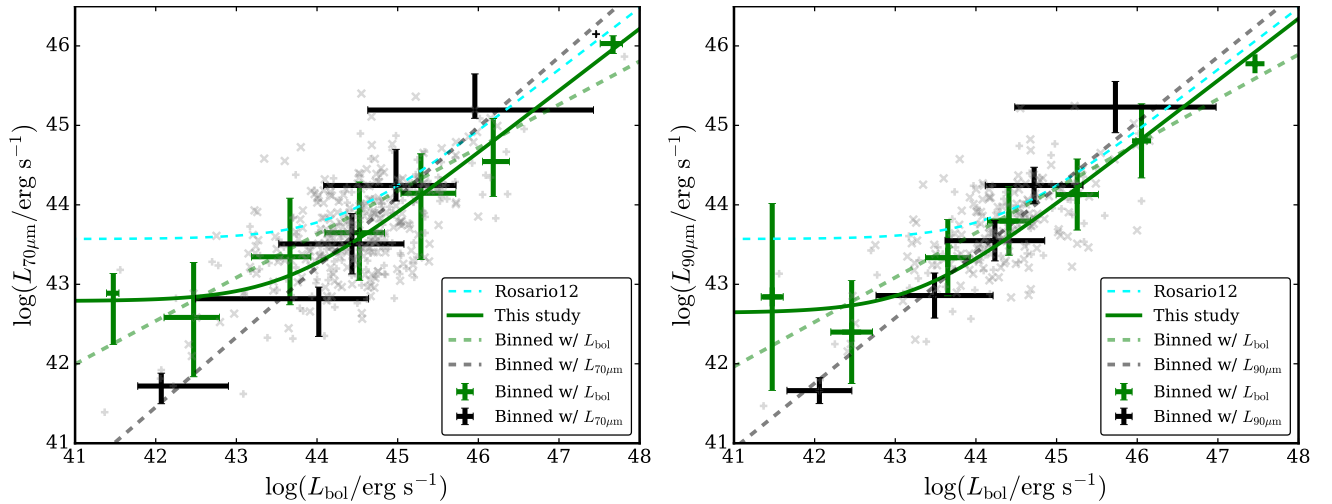 46
45
44
43
42
41
log(L70μm/erg s−1)
41 42 43 44 45 46 47 48
log(Lbol/erg s−1)
Rosario12
This study
Binned w/ Lbol
Binned w/ L70μm
Binned w/ Lbol
Binned w/ L70μm
46
45
44
43
42
41
log(L90μm/erg s−1)
41 42 43 44 45 46 47 48
log(Lbol/erg s−1)
Rosario12
This study
Binned w/ Lbol
Binned w/ L90μm
Binned w/ Lbol
Binned w/ L90μm